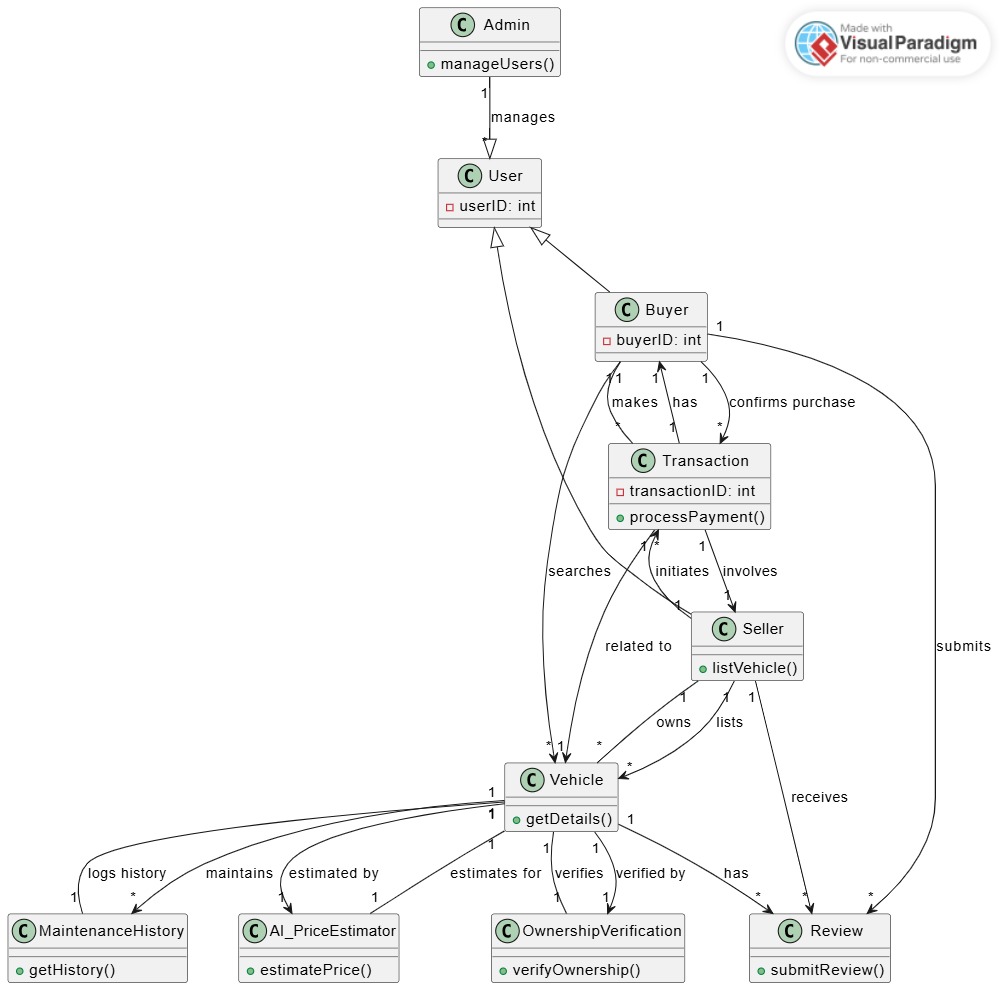 C Admin
manageUsers()
Made with
Visual Paradigm
For non-commercial use
1
manages
*
C User
userID: int
C Buyer
buyerID: int
1
1 1 1 1
makes has confirms purchase
* 1 *
C Transaction
transactionID: int
processPayment()
1 * 1
searches initiates involves
1 1
C Seller
listVehicle()
related to submits
1 1 1
owns lists
* 1 * *
C Vehicle
getDetails()
receives
1 1
1 1 1 1
logs history maintains estimated by estimates for verifies verified by has
1 * 1 1 1 1 * * *
C MaintenanceHistory
getHistory()
C AI_PriceEstimator
estimatePrice()
C OwnershipVerification
verifyOwnership()
C Review
submitReview()